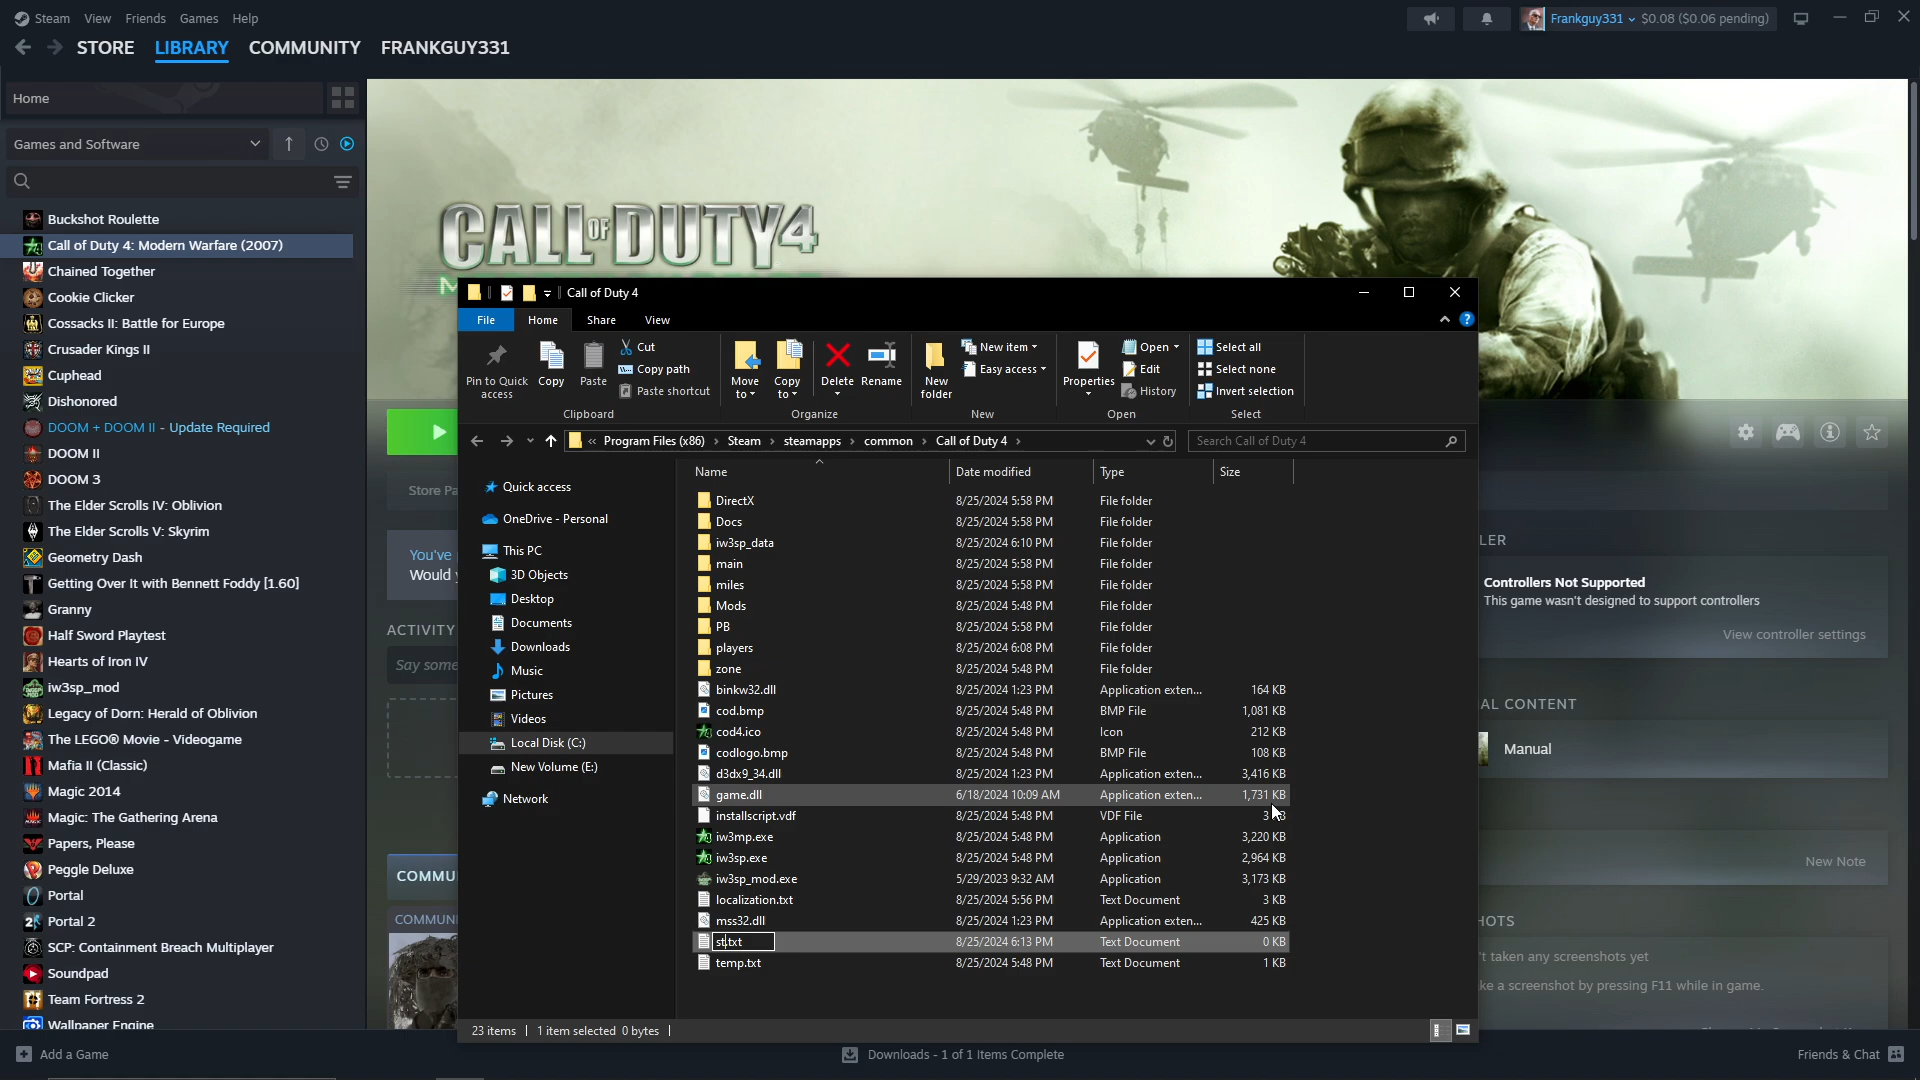 Steam View Friends Games Help
Frankguy331 $0.08 ($0.06 pending)
STORE LIBRARY COMMUNITY FRANKGUY331
Home
Games and Software
Buckshot Roulette
Call of Duty 4: Modern Warfare (2007)
Chained Together
Cookie Clicker
Cossacks II: Battle for Europe
Crusader Kings II
Cuphead
Dishonored
DOOM + DOOM II - Update Required
DOOM II
DOOM 3
The Elder Scrolls IV: Oblivion
The Elder Scrolls V: Skyrim
Geometry Dash
Getting Over It with Bennett Foddy [1.60]
Granny
Half Sword Playtest
Hearts of Iron IV
iw3sp_mod
Legacy of Dorn: Herald of Oblivion
The LEGO® Movie - Videogame
Mafia II (Classic)
Magic 2014
Magic: The Gathering Arena
Papers, Please
Peggle Deluxe
Portal
Portal 2
SCP: Containment Breach Multiplayer
Soundpad
Team Fortress 2
Wallpaper Engine
Add a Game
CALL OF DUTY 4
M
Store Pa
You've
Would y
ACTIVITY
Say some
COMMU
COMMUN
Call of Duty 4
File Home Share View
Pin to Quick access Copy Paste Cut Copy path Paste shortcut
Clipboard
Move to Copy to Delete Rename
Organize
New folder New item Easy access
New
Properties Open Edit History
Open
Select all Select none Invert selection
Select
« Program Files (x86) › Steam › steamapps › common › Call of Duty 4 ›
Search Call of Duty 4
Quick access
OneDrive - Personal
This PC
3D Objects
Desktop
Documents
Downloads
Music
Pictures
Videos
Local Disk (C:)
New Volume (E:)
Network
Name Date modified Type Size
DirectX 8/25/2024 5:58 PM File folder
Docs 8/25/2024 5:58 PM File folder
iw3sp_data 8/25/2024 6:10 PM File folder
main 8/25/2024 5:58 PM File folder
miles 8/25/2024 5:58 PM File folder
Mods 8/25/2024 5:48 PM File folder
PB 8/25/2024 5:58 PM File folder
players 8/25/2024 6:08 PM File folder
zone 8/25/2024 5:48 PM File folder
binkw32.dll 8/25/2024 1:23 PM Application exten... 164 KB
cod.bmp 8/25/2024 5:48 PM BMP File 1,081 KB
cod4.ico 8/25/2024 5:48 PM Icon 212 KB
codlogo.bmp 8/25/2024 5:48 PM BMP File 108 KB
d3dx9_34.dll 8/25/2024 1:23 PM Application exten... 3,416 KB
game.dll 6/18/2024 10:09 AM Application exten... 1,731 KB
installscript.vdf 8/25/2024 5:48 PM VDF File 3 KB
iw3mp.exe 8/25/2024 5:48 PM Application 3,220 KB
iw3sp.exe 8/25/2024 5:48 PM Application 2,964 KB
iw3sp_mod.exe 5/29/2023 9:32 AM Application 3,173 KB
localization.txt 8/25/2024 5:56 PM Text Document 3 KB
mss32.dll 8/25/2024 1:23 PM Application exten... 425 KB
st.txt 8/25/2024 6:13 PM Text Document 0 KB
temp.txt 8/25/2024 5:48 PM Text Document 1 KB
23 items 1 item selected 0 bytes
LER
Controllers Not Supported
This game wasn't designed to support controllers
View controller settings
AL CONTENT
Manual
New Note
HOTS
't taken any screenshots yet
ke a screenshot by pressing F11 while in game.
Downloads - 1 of 1 Items Complete
Friends & Chat